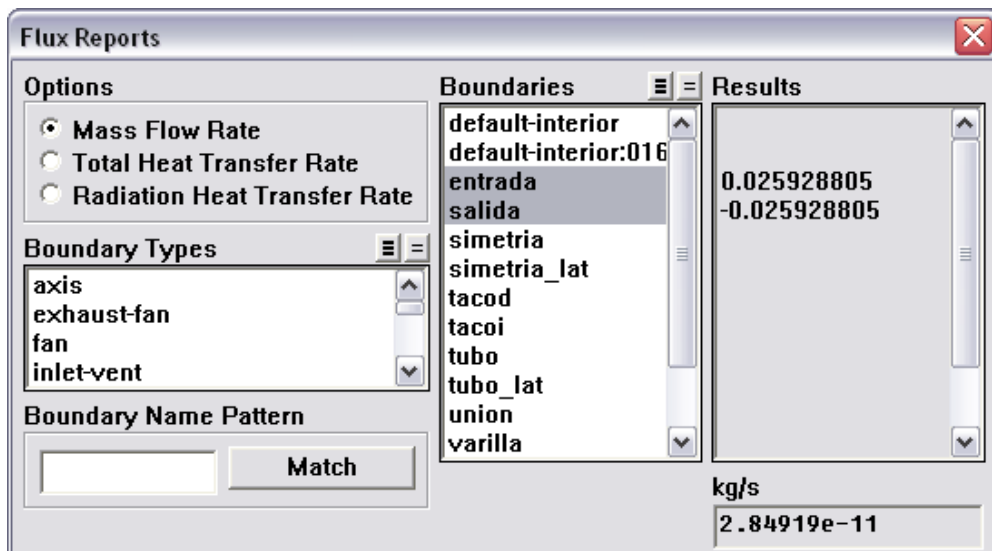 Flux Reports
Options
Mass Flow Rate
Total Heat Transfer Rate
Radiation Heat Transfer Rate
Boundary Types
axis
exhaust-fan
fan
inlet-vent
Boundary Name Pattern
Match
Boundaries
default-interior
default-interior:016
entrada
salida
simetria
simetria_lat
tacod
tacoi
tubo
tubo_lat
union
varilla
Results
0.025928805
-0.025928805
kg/s
2.84919e-11